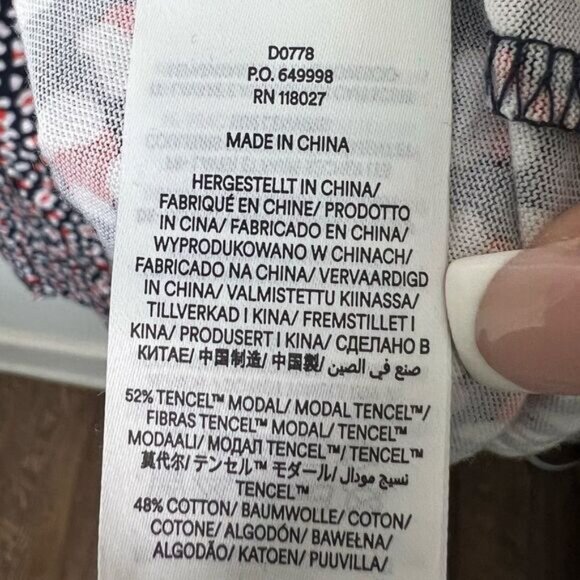 D0778
P.O. 649998
RN 118027
MADE IN CHINA
HERGESTELLT IN CHINA/
FABRIQUÉ EN CHINE/ PRODOTTO
IN CINA/ FABRICADO EN CHINA/
WYPRODUKOWANO W CHINACH/
FABRICADO NA CHINA/ VERVAARDIGD
IN CHINA/ VALMISTETTU KIINASSA/
TILLVERKAD I KINA/ FREMSTILLET I
KINA/ PRODUSERT I KINA/ СДЕЛАНО В
КИТАЕ/ 中国制造/ 中国製/ صنع في الصين/
52% TENCEL™ MODAL/ MODAL TENCEL™/
FIBRAS TENCEL™ MODAL/ TENCEL™
MODAALI/ МОДАЛ TENCEL™/ TENCEL™
莫代尔/ テンセル™ モダール/ نسيج مودال/
TENCEL™
48% COTTON/ BAUMWOLLE/ COTON/
COTONE/ ALGODÓN/ BAWEŁNA/
ALGODÃO/ KATOEN/ PUUVILLA/